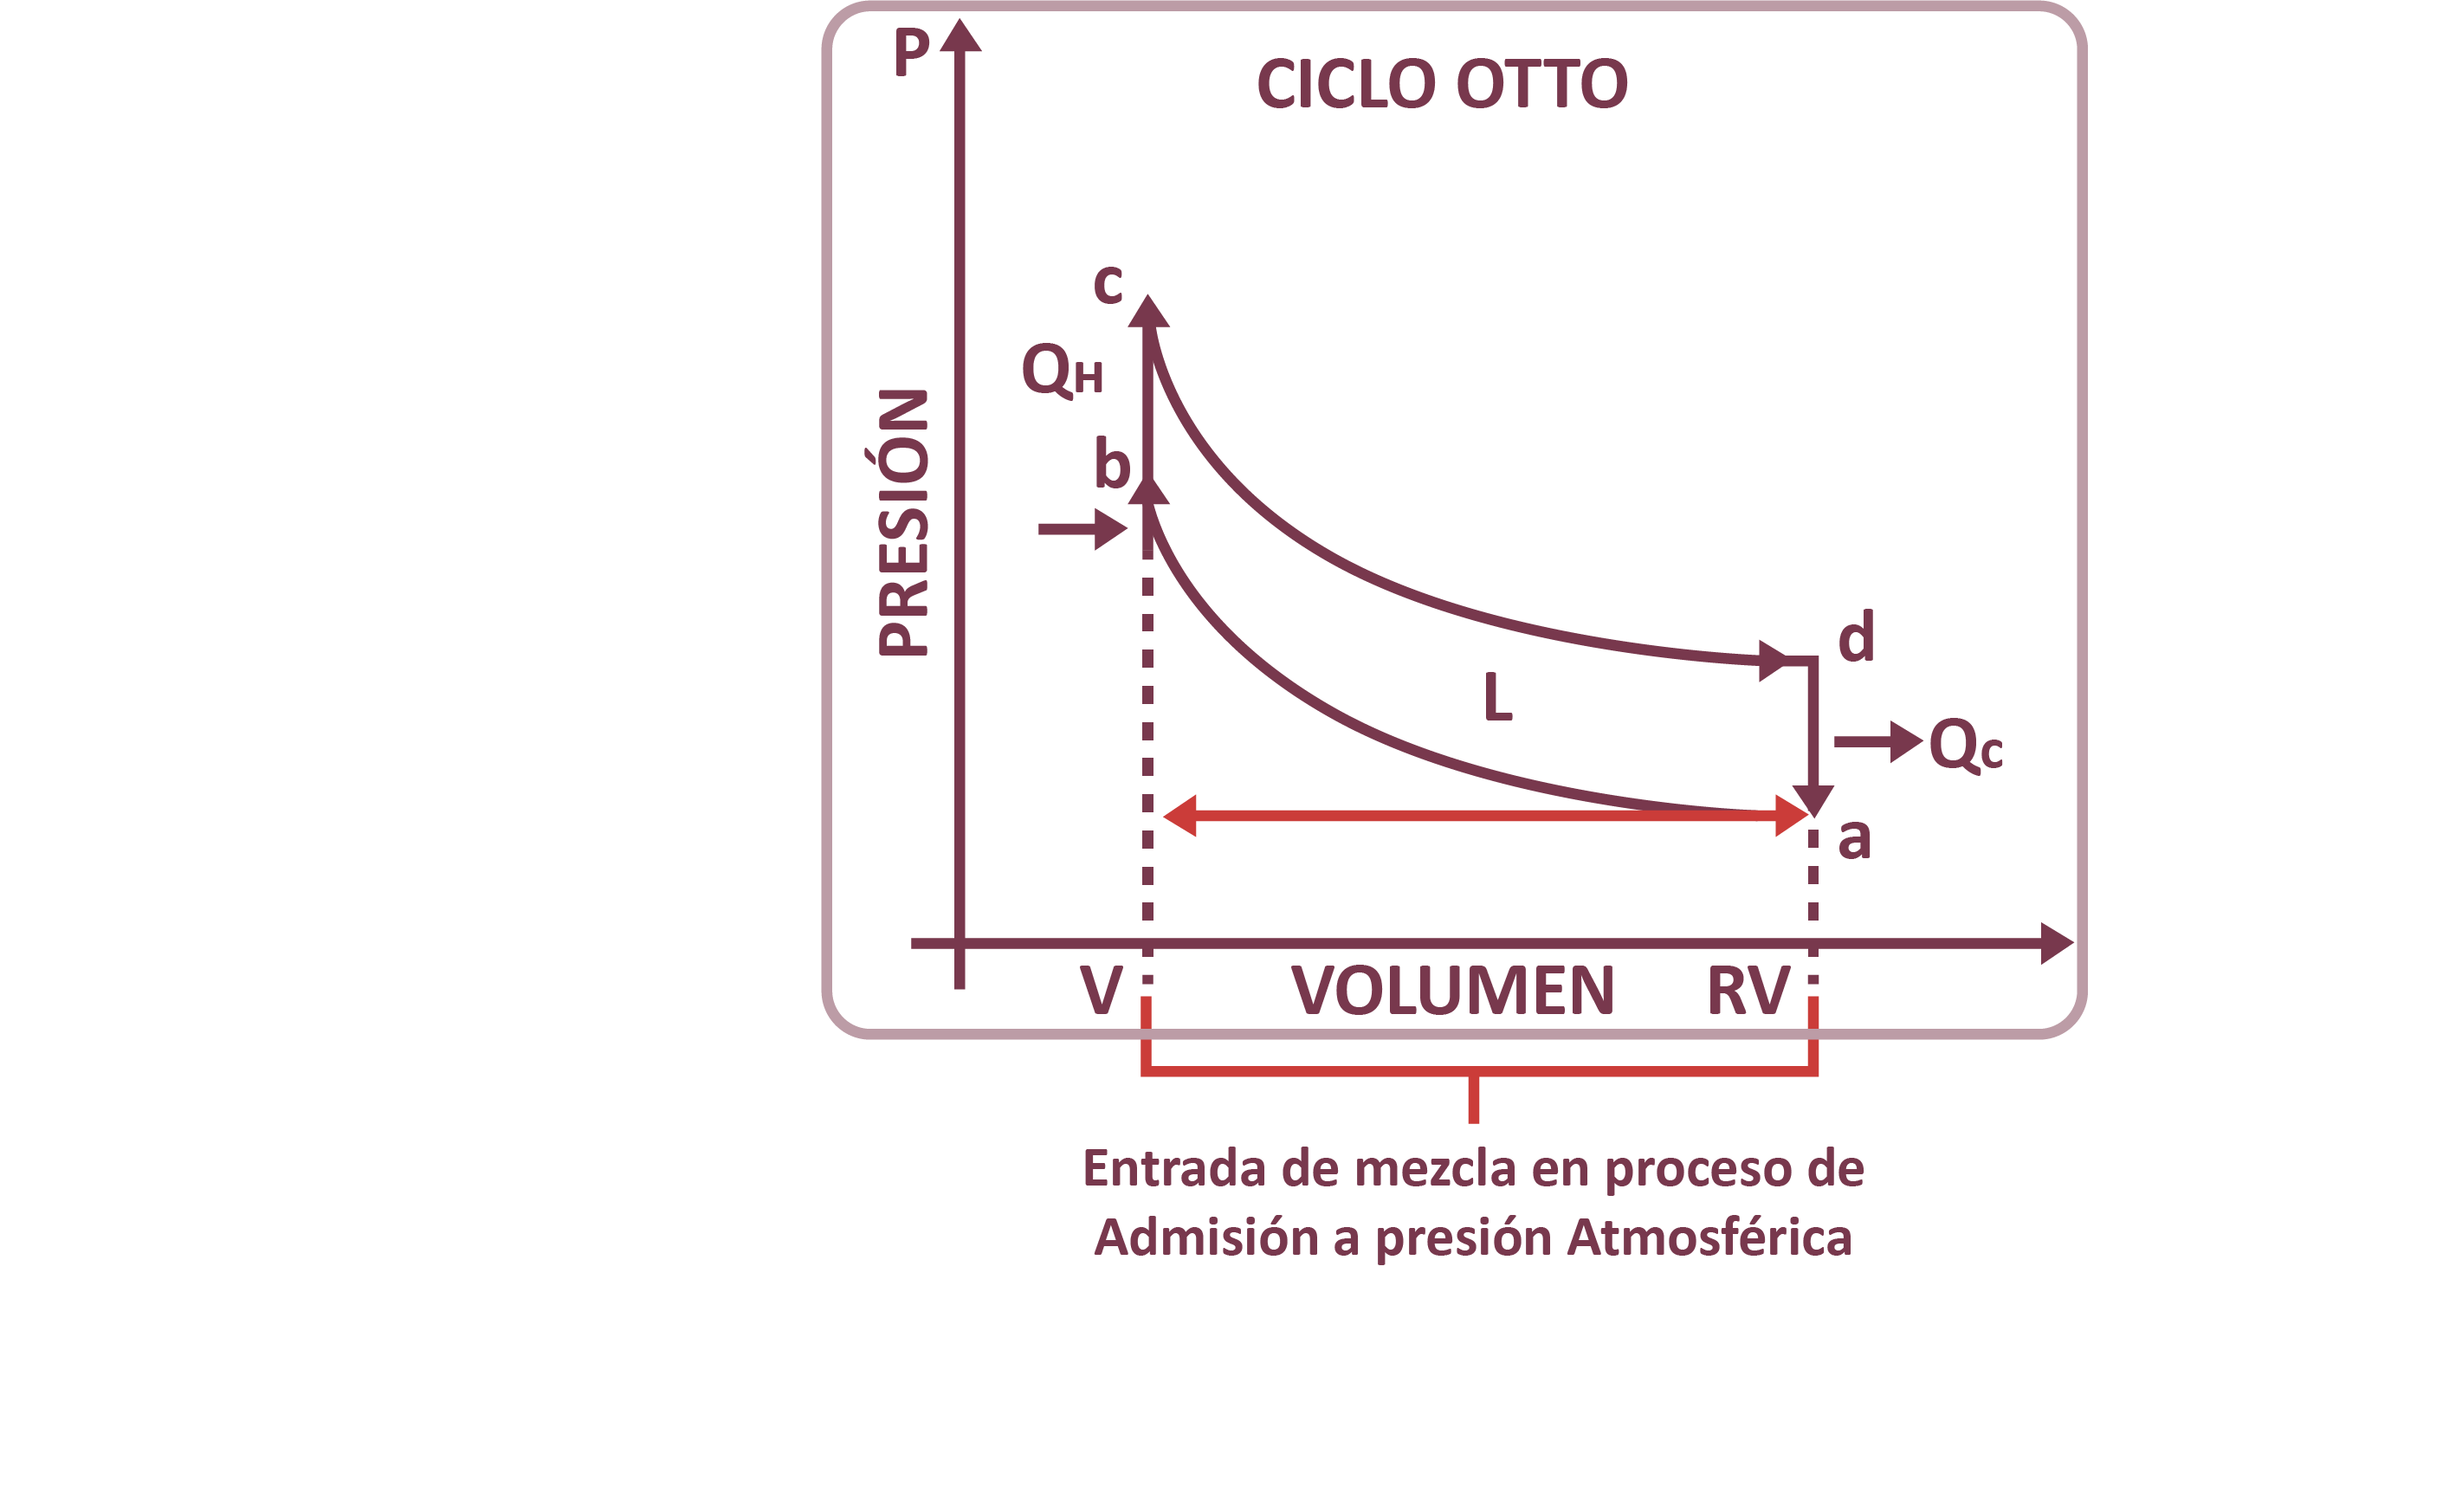 P
CICLO OTTO
c
QH
b
PRESIÓN
d
L
QC
a
V
VOLUMEN
RV
Entrada de mezcla en proceso de
Admisión a presión Atmosférica